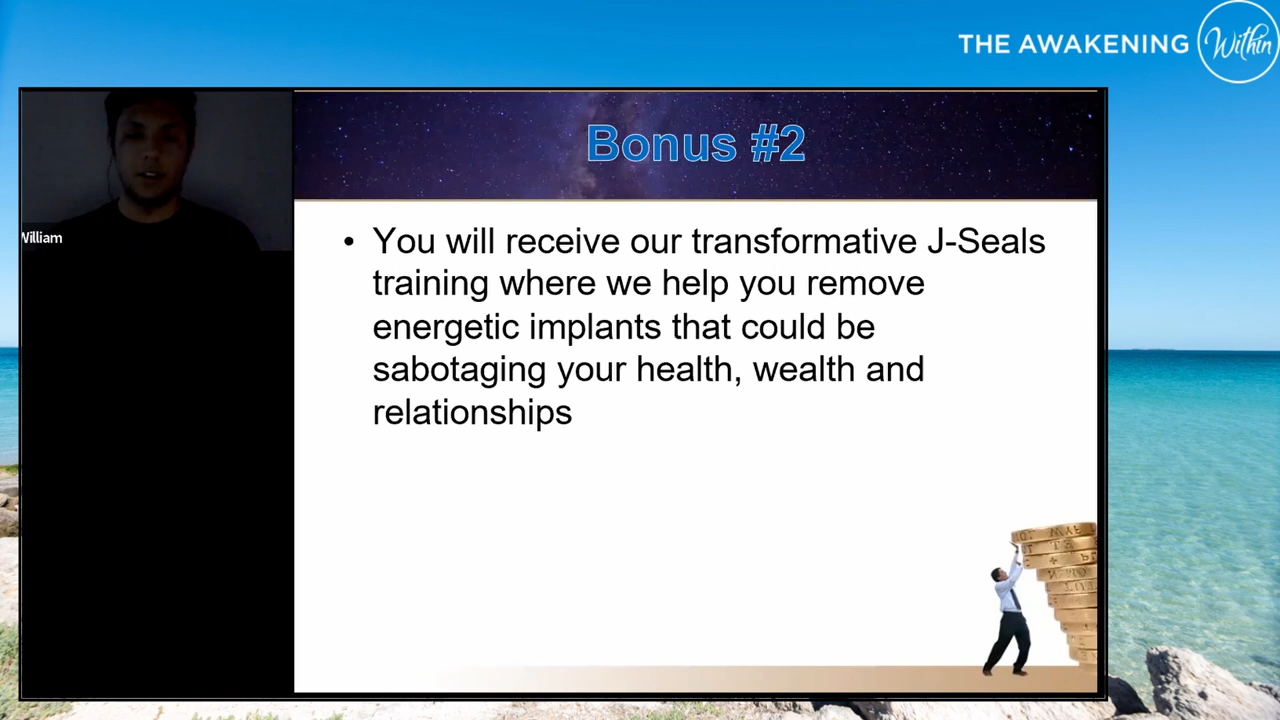 THE AWAKENING Within
Bonus #2
William
• You will receive our transformative J-Seals
training where we help you remove
energetic implants that could be
sabotaging your health, wealth and
relationships